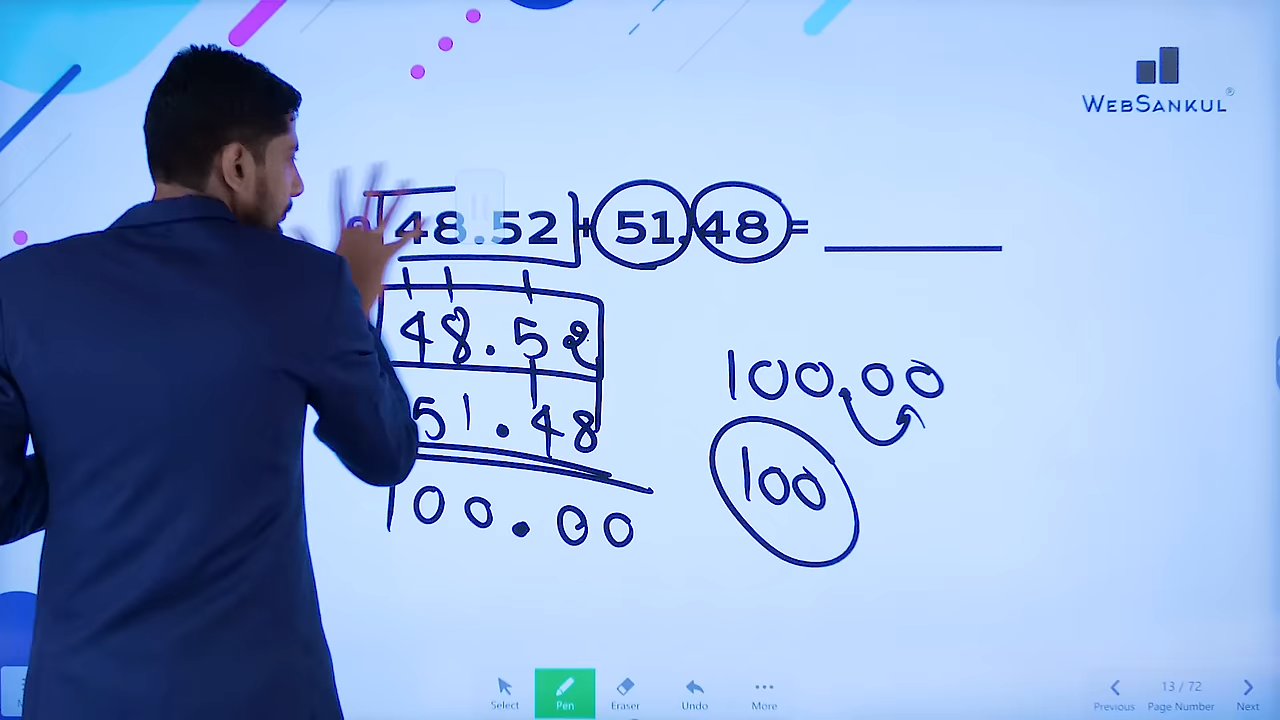 WEBSANKUL®
48.52 + 51.48 = ________
48.52
51.48
100.00
100.00
100
Select
Pen
Eraser
Undo
More
Previous
13 / 72
Page Number
Next